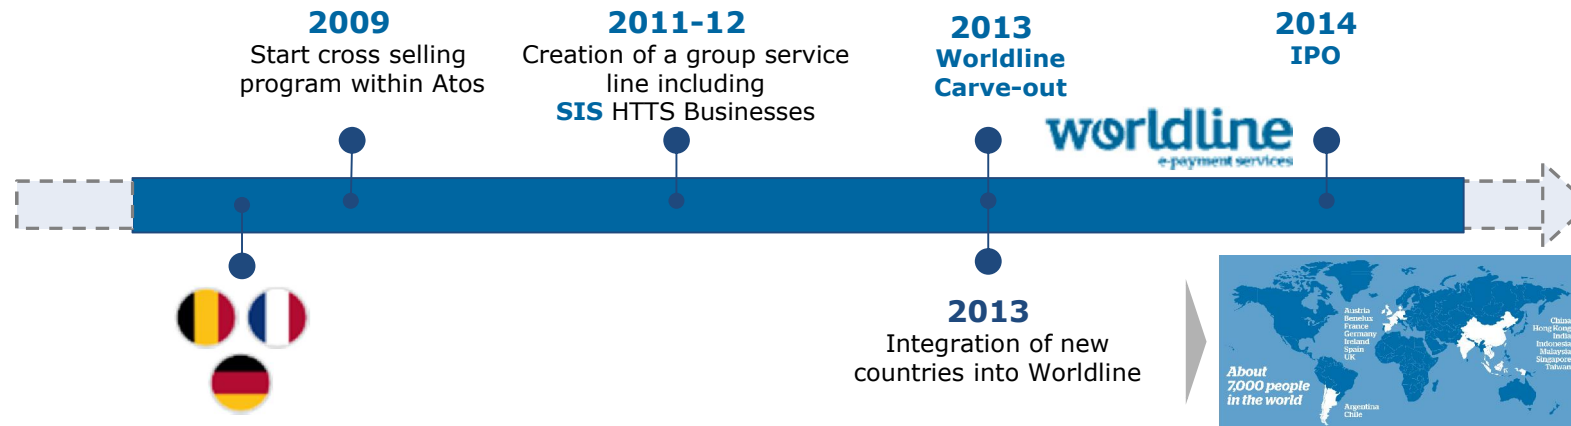 2009
Start cross selling
program within Atos
2011-12
Creation of a group service
line including
SIS HTTS Businesses
2013
Worldline
Carve-out
worldline
e-payment services
2014
IPO
2013
Integration of new
countries into Worldline
Austria
Benelux
France
Germany
Ireland
Spain
UK
China
Hong Kong
India
Indonesia
Malaysia
Singapore
Taiwan
About
7,000 people
in the world
Argentina
Chile